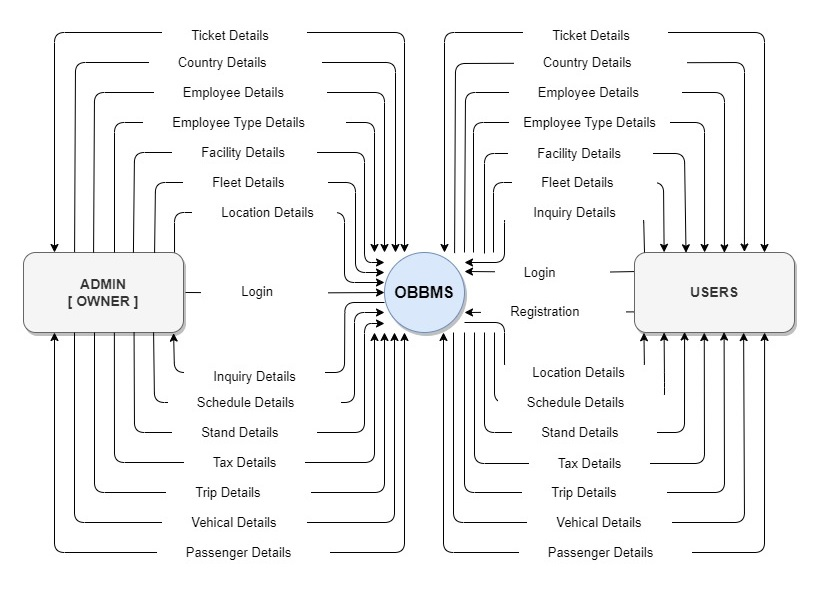 Ticket Details
Country Details
Employee Details
Employee Type Details
Facility Details
Fleet Details
Location Details
ADMIN
[ OWNER ]
Login
Inquiry Details
Schedule Details
Stand Details
Tax Details
Trip Details
Vehical Details
Passenger Details
OBBMS
Ticket Details
Country Details
Employee Details
Employee Type Details
Facility Details
Fleet Details
Inquiry Details
Login
USERS
Registration
Location Details
Schedule Details
Stand Details
Tax Details
Trip Details
Vehical Details
Passenger Details